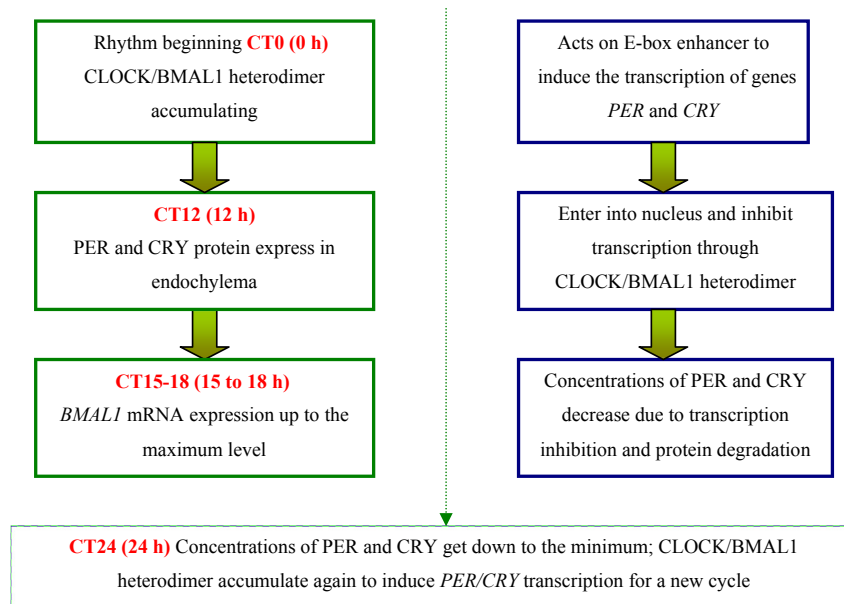 Rhythm beginning CT0 (0 h)
CLOCK/BMAL1 heterodimer
accumulating
Acts on E-box enhancer to
induce the transcription of genes
PER and CRY
CT12 (12 h)
PER and CRY protein express in
endochylema
Enter into nucleus and inhibit
transcription through
CLOCK/BMAL1 heterodimer
CT15-18 (15 to 18 h)
BMAL1 mRNA expression up to the
maximum level
Concentrations of PER and CRY
decrease due to transcription
inhibition and protein degradation
CT24 (24 h) Concentrations of PER and CRY get down to the minimum; CLOCK/BMAL1
heterodimer accumulate again to induce PER/CRY transcription for a new cycle